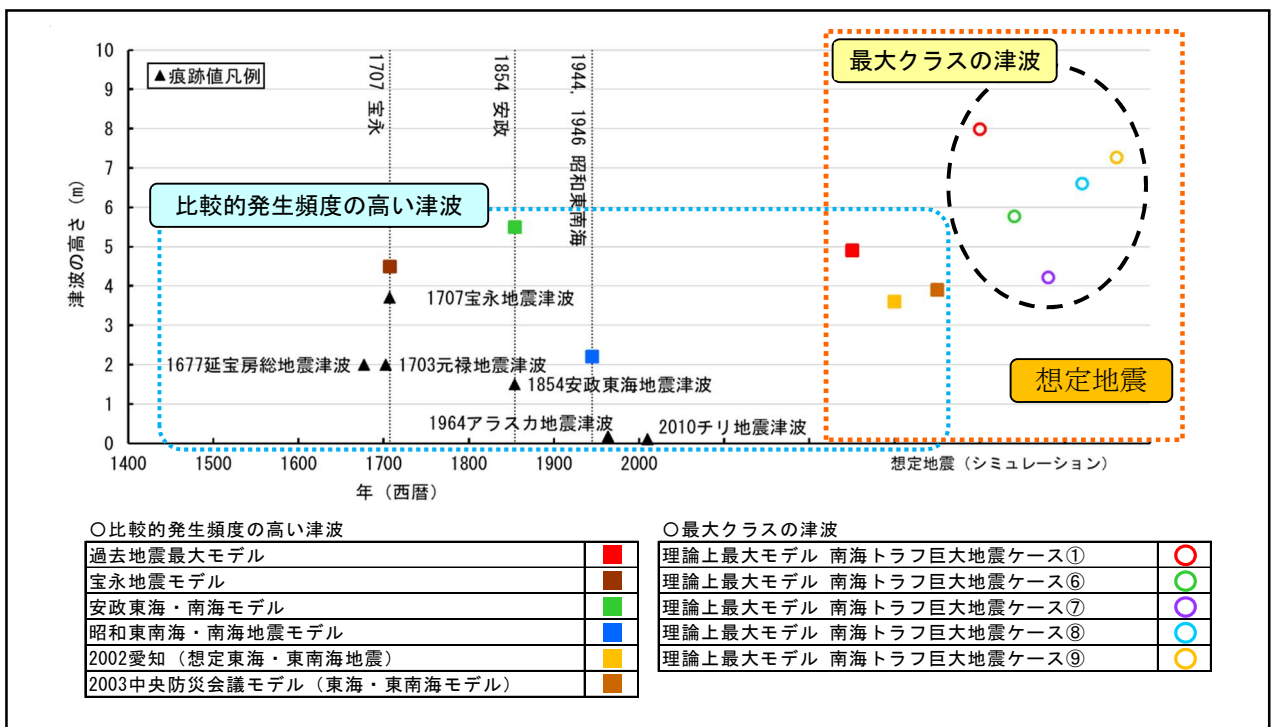 10
9
8
7
6
5
4
3
2
1
0
津波の高さ（m）
▲痕跡値凡例
1707 宝永
1854 安政
1944, 1946 昭和東南海
最大クラスの津波
比較的発生頻度の高い津波
1707宝永地震津波
1677延宝房総地震津波
1703元禄地震津波
1854安政東海地震津波
1964アラスカ地震津波
2010チリ地震津波
想定地震
1400 1500 1600 1700 1800 1900 2000 想定地震（シミュレーション）
年（西暦）
〇比較的発生頻度の高い津波
過去地震最大モデル
宝永地震モデル
安政東海・南海モデル
昭和東南海・南海地震モデル
2002愛知（想定東海・東南海地震）
2003中央防災会議モデル（東海・東南海モデル）
〇最大クラスの津波
理論上最大モデル 南海トラフ巨大地震ケース①
理論上最大モデル 南海トラフ巨大地震ケース⑥
理論上最大モデル 南海トラフ巨大地震ケース⑦
理論上最大モデル 南海トラフ巨大地震ケース⑧
理論上最大モデル 南海トラフ巨大地震ケース⑨